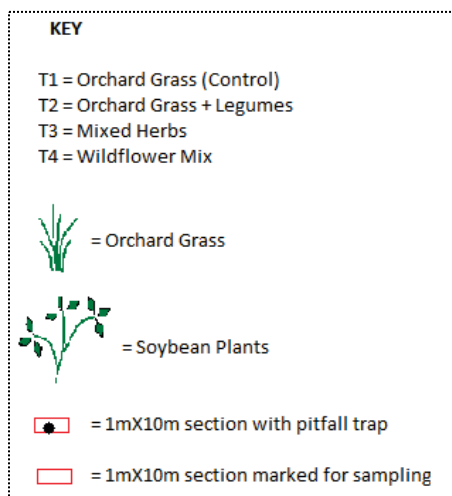 KEY
T1 = Orchard Grass (Control)
T2 = Orchard Grass + Legumes
T3 = Mixed Herbs
T4 = Wildflower Mix
= Orchard Grass
= Soybean Plants
= 1mX10m section with pitfall trap
= 1mX10m section marked for sampling